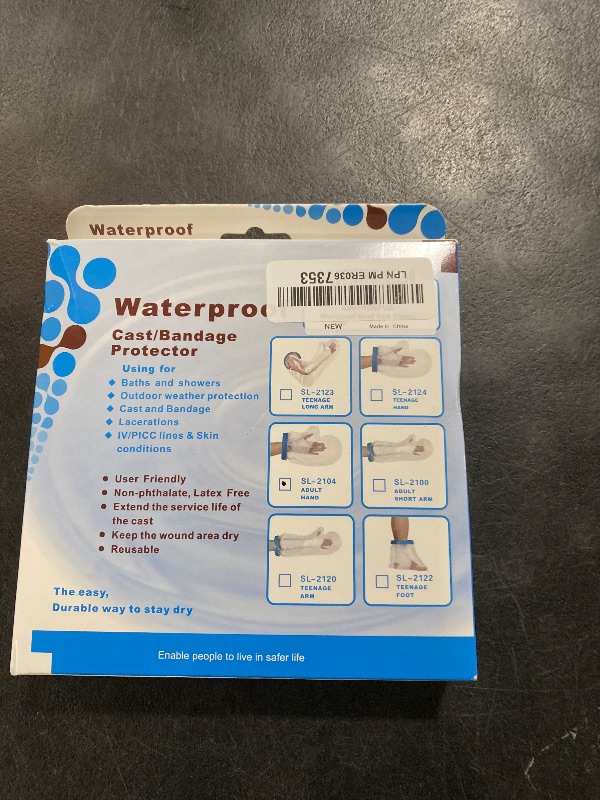 Waterproof
LPN PM ER0367353
NEW Made in China
Cast/Bandage
Protector
Using for
◆ Baths and showers
◆ Outdoor weather protection
◆ Cast and Bandage
◆ Lacerations
◆ IV/PICC lines & Skin
conditions
● User Friendly
● Non-phthalate, Latex Free
● Extend the service life of
the cast
● Keep the wound area dry
● Reusable
The easy,
Durable way to stay dry
SL-2123
TEENAGE
LONG ARM
SL-2124
TEENAGE
HAND
SL-2104
ADULT
HAND
SL-2100
ADULT
SHORT ARM
SL-2120
TEENAGE
ARM
SL-2122
TEENAGE
FOOT
Enable people to live in safer life